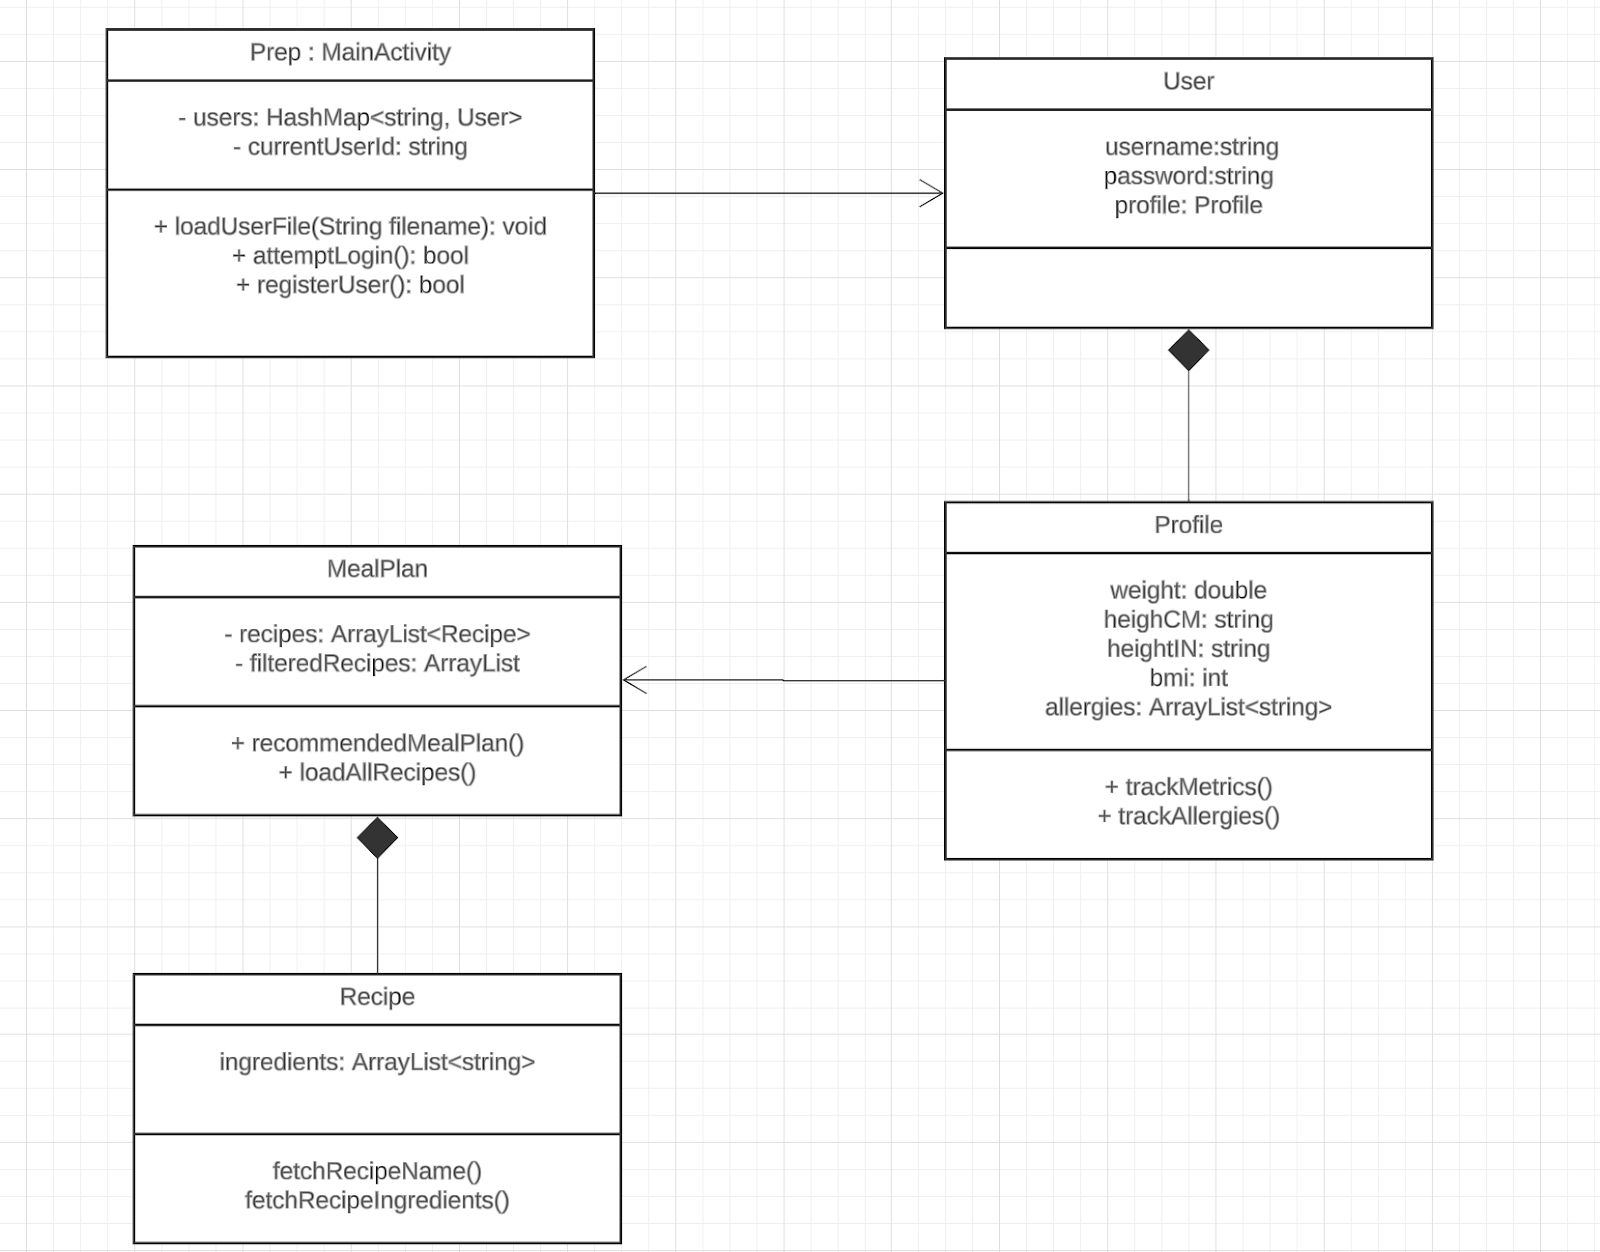 Prep : MainActivity
- users: HashMap<string, User>
- currentUserId: string
+ loadUserFile(String filename): void
+ attemptLogin(): bool
+ registerUser(): bool
User
username:string
password:string
profile: Profile
Profile
weight: double
heighCM: string
heightIN: string
bmi: int
allergies: ArrayList<string>
+ trackMetrics()
+ trackAllergies()
MealPlan
- recipes: ArrayList<Recipe>
- filteredRecipes: ArrayList
+ recommendedMealPlan()
+ loadAllRecipes()
Recipe
ingredients: ArrayList<string>
fetchRecipeName()
fetchRecipeIngredients()